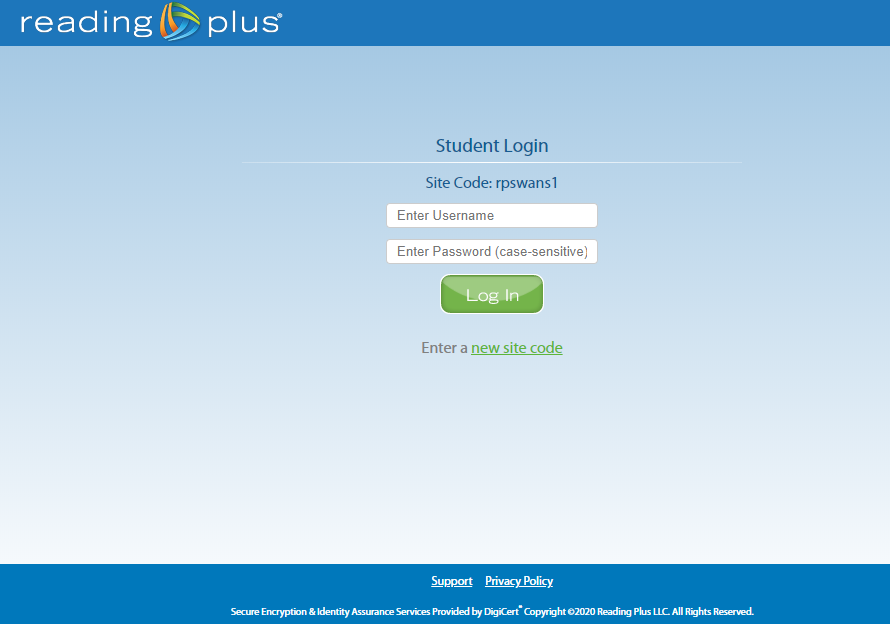 reading plus®
Student Login
Site Code: rpswans1
Enter Username
Enter Password (case-sensitive)
Log In
Enter a new site code
Support Privacy Policy
Secure Encryption & Identity Assurance Services Provided by DigiCert® Copyright ©2020 Reading Plus LLC. All Rights Reserved.